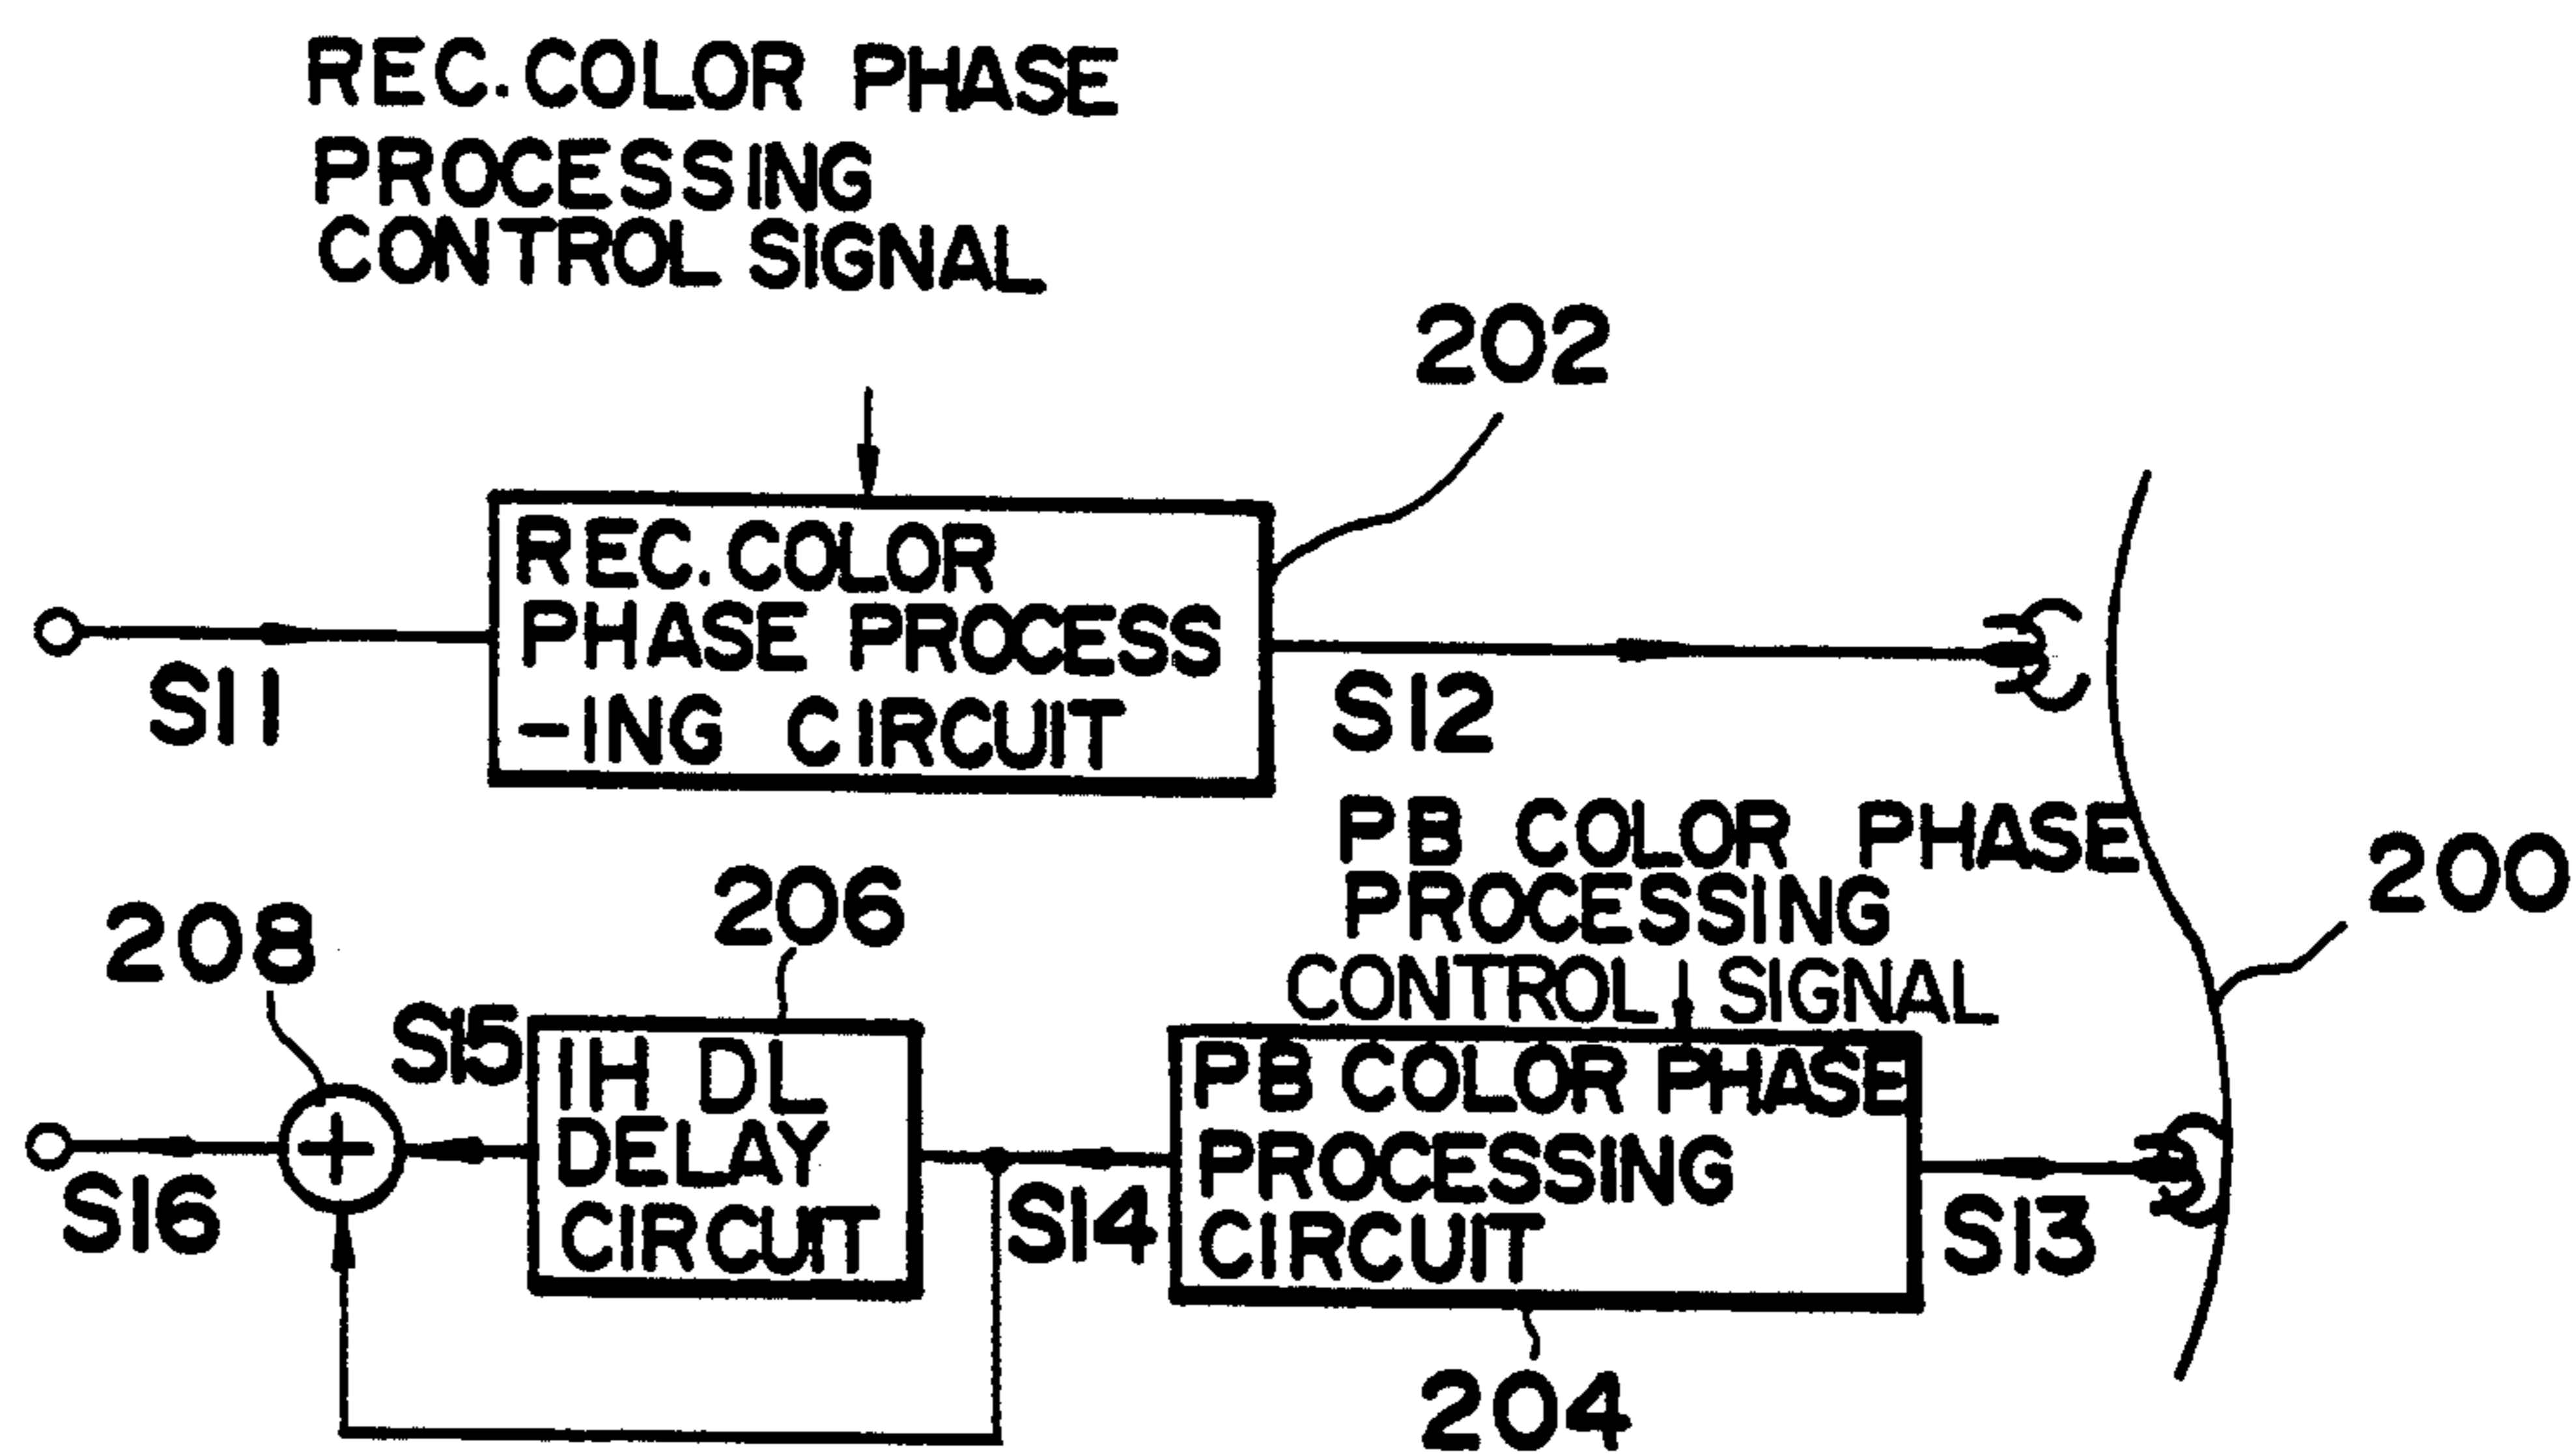 REC. COLOR PHASE
PROCESSING
CONTROL SIGNAL
202
REC. COLOR
PHASE PROCESS
-ING CIRCUIT
S11
S12
PB COLOR PHASE
PROCESSING
CONTROL SIGNAL
200
208
206
S15
1H DL
DELAY
CIRCUIT
S14
PB COLOR PHASE
PROCESSING
CIRCUIT
S13
S16
204